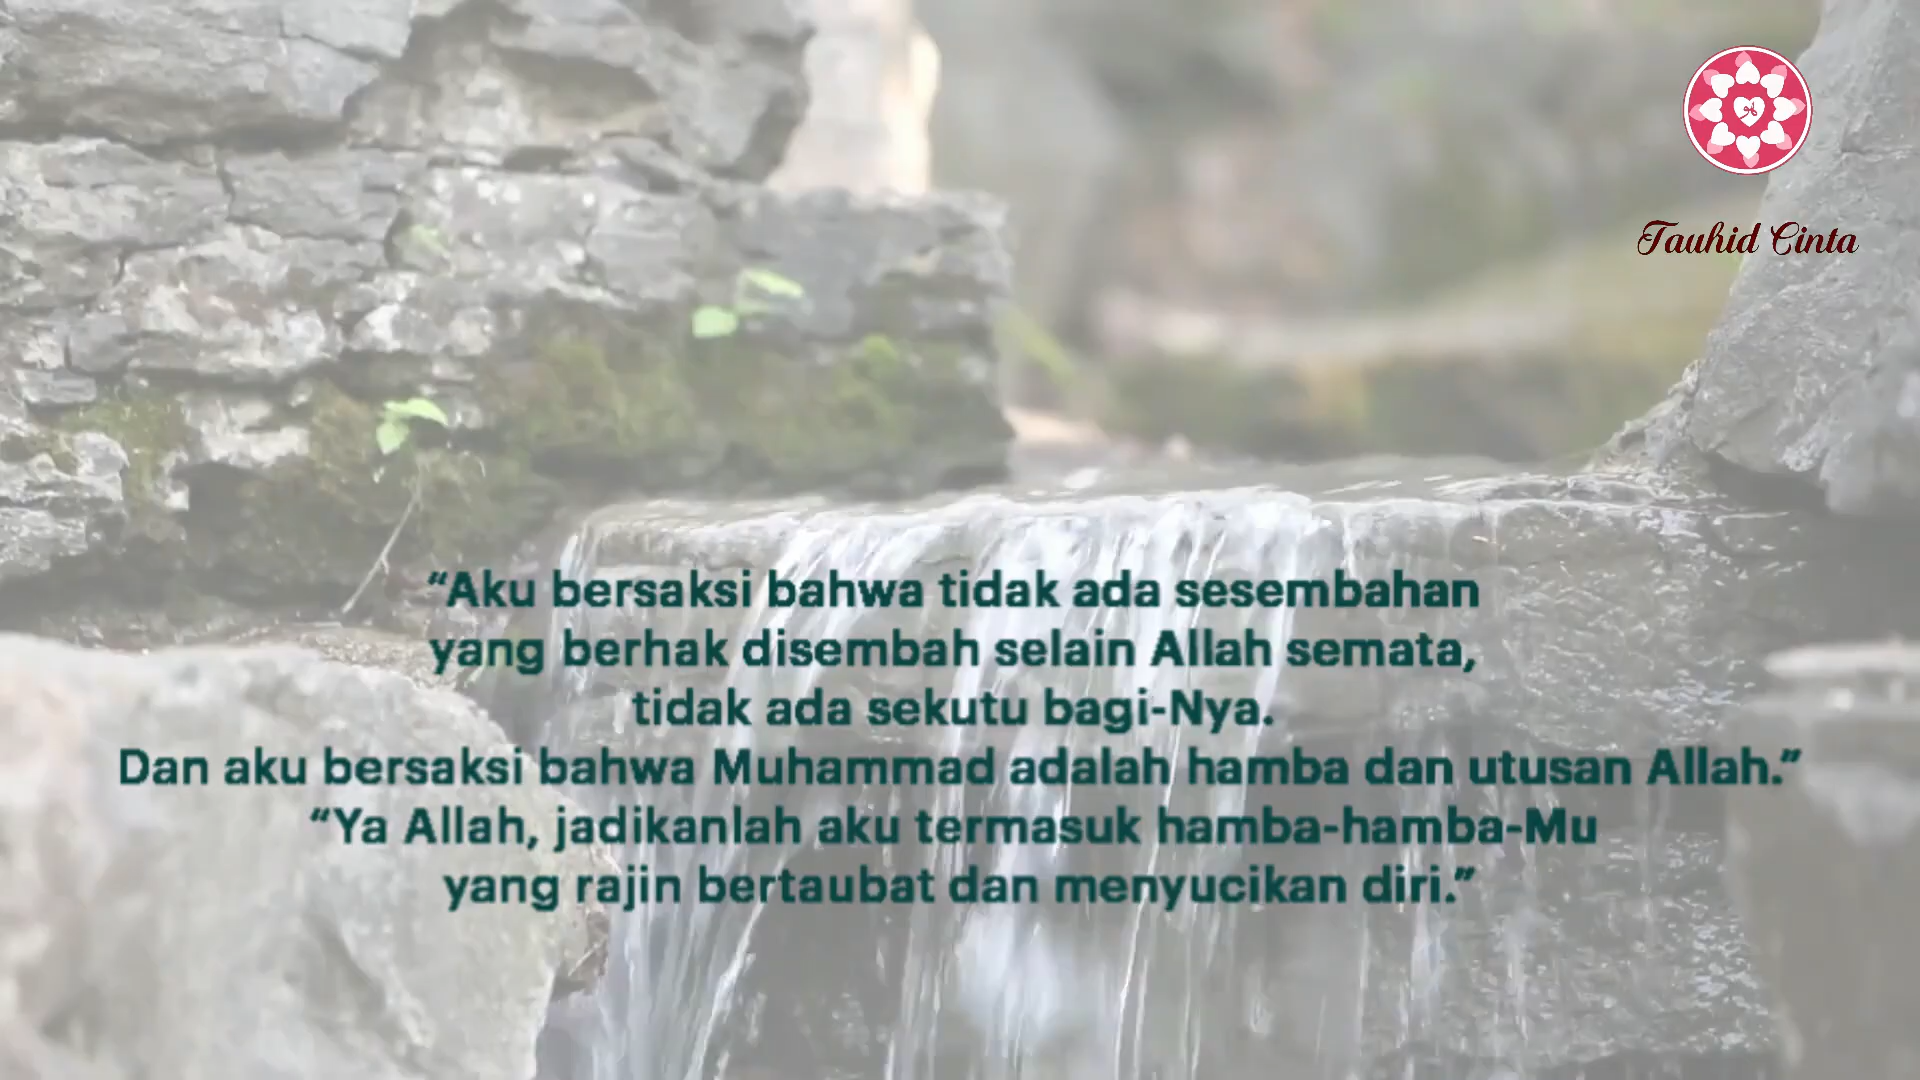 Tauhid Cinta
“Aku bersaksi bahwa tidak ada sesembahan
yang berhak disembah selain Allah semata,
tidak ada sekutu bagi-Nya.
Dan aku bersaksi bahwa Muhammad adalah hamba dan utusan Allah.”
“Ya Allah, jadikanlah aku termasuk hamba-hamba-Mu
yang rajin bertaubat dan menyucikan diri.”